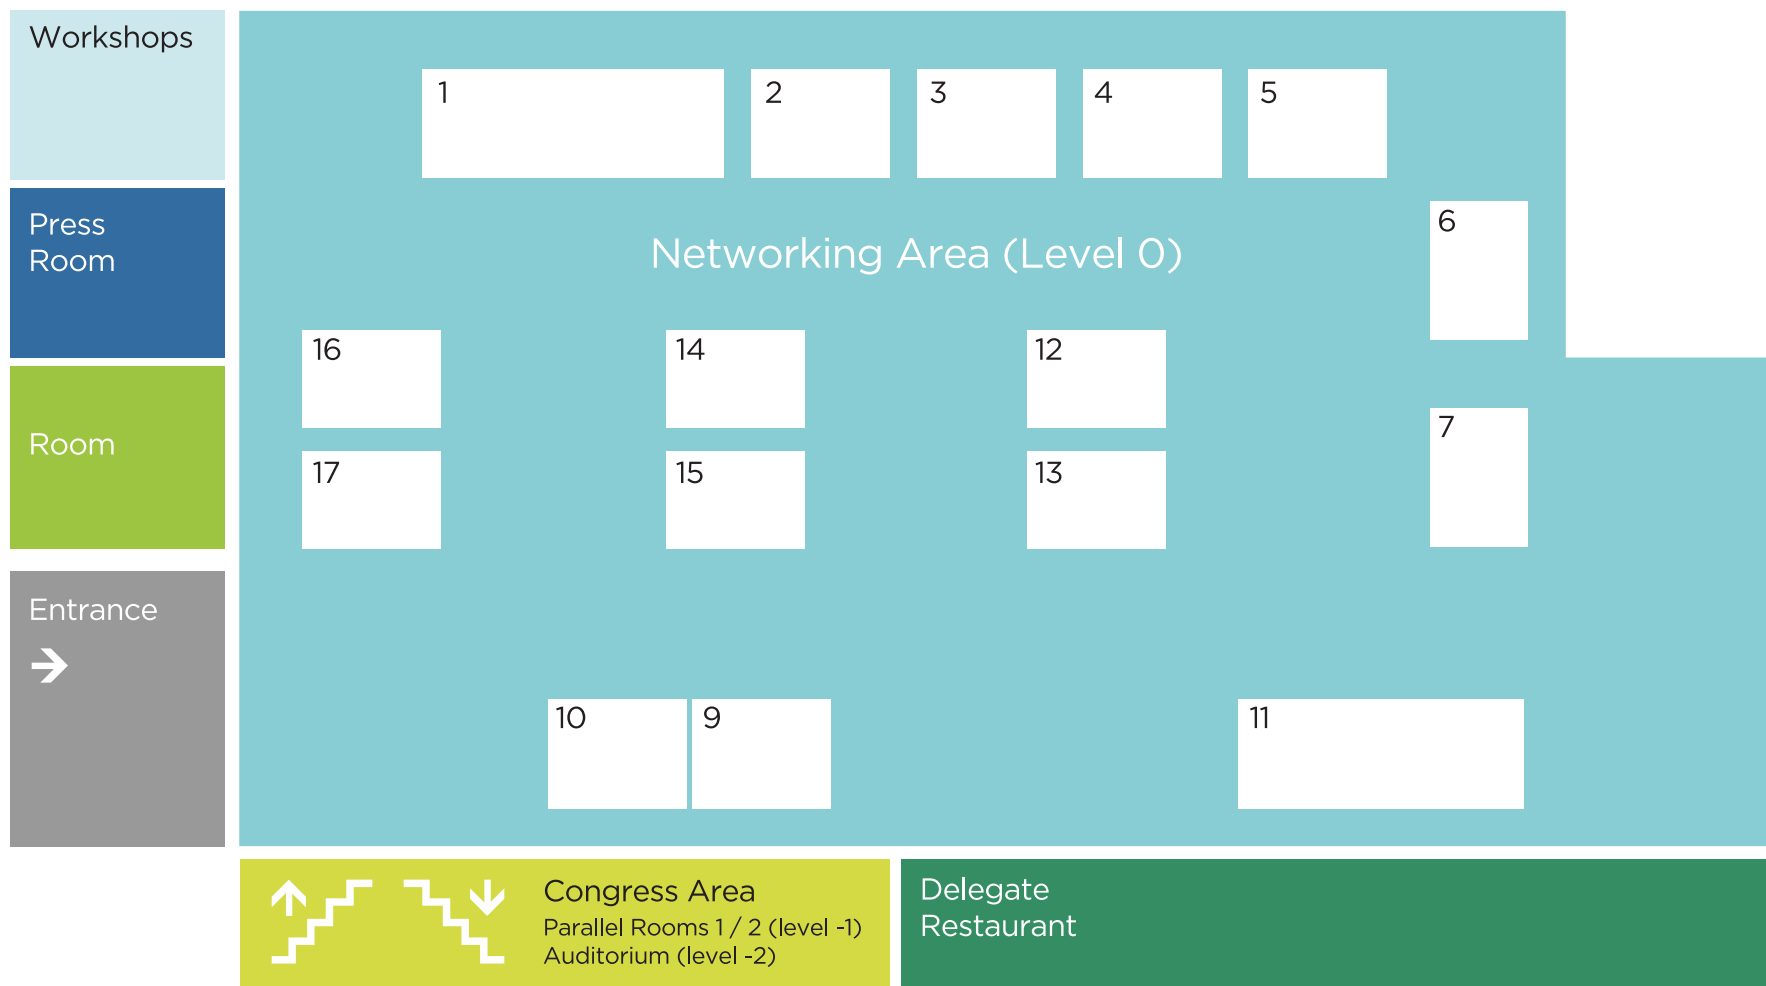 Workshops
1
2
3
4
5
Press
Room
6
Networking Area (Level 0)
16
14
12
7
Room
17
15
13
Entrance
10
9
11
Congress Area
Parallel Rooms 1 / 2 (level -1)
Auditorium (level -2)
Delegate
Restaurant